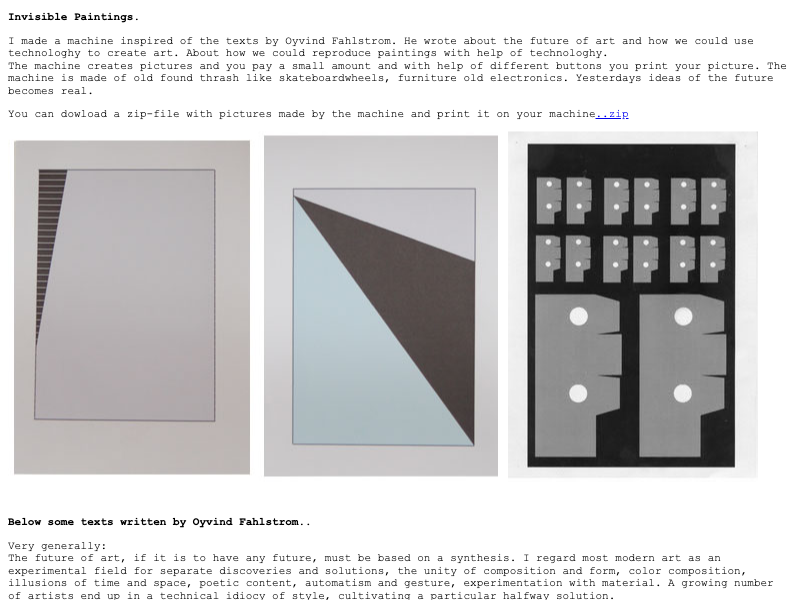 Invisible Paintings.
I made a machine inspired of the texts by Oyvind Fahlstrom. He wrote about the future of art and how we could use
technologhy to create art. About how we could reproduce paintings with help of technologhy.
The machine creates pictures and you pay a small amount and with help of different buttons you print your picture. The
machine is made of old found thrash like skateboardwheels, furniture old electronics. Yesterdays ideas of the future
becomes real.
You can dowload a zip-file with pictures made by the machine and print it on your machine..zip
Below some texts written by Oyvind Fahlstrom..
Very generally:
The future of art, if it is to have any future, must be based on a synthesis. I regard most modern art as an
experimental field for separate discoveries and solutions, the unity of composition and form, color composition,
illusions of time and space, poetic content, automatism and gesture, experimentation with material. A growing number
of artists end up in a technical idiocy of style, cultivating a particular halfway solution.